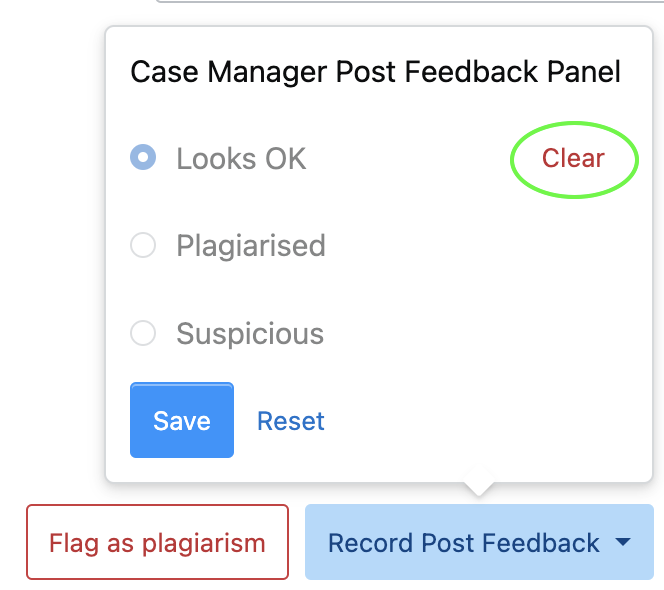 Case Manager Post Feedback Panel
Looks OK Clear
Plagiarised
Suspicious
Save Reset
Flag as plagiarism Record Post Feedback